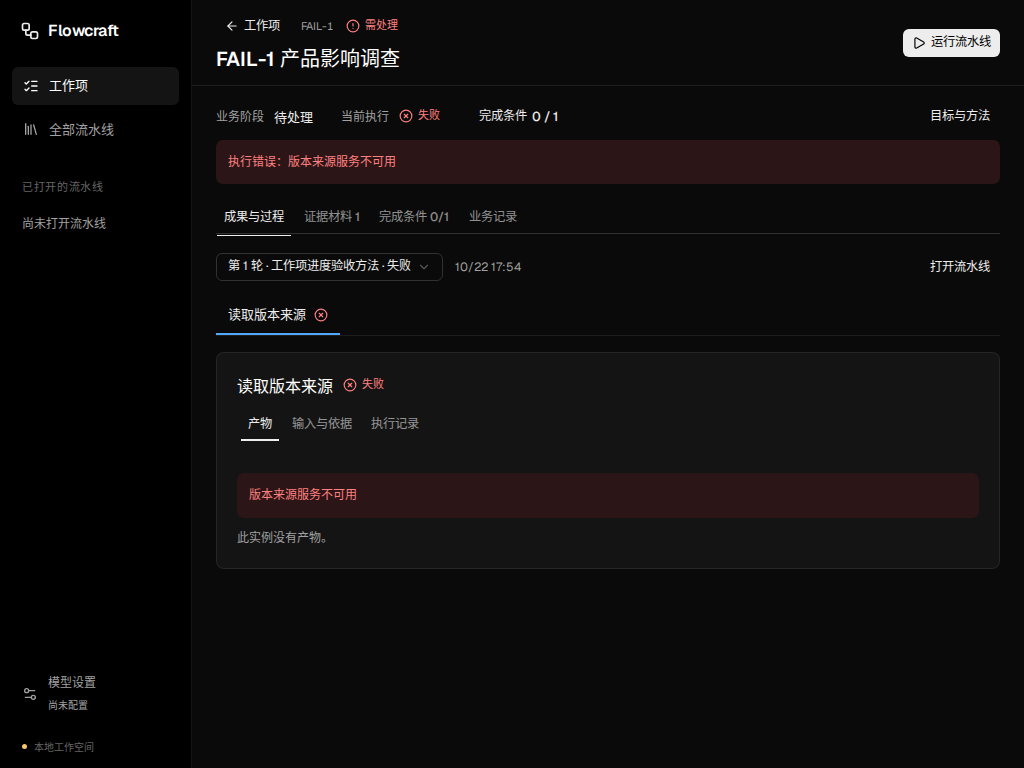 Flowcraft
工作项
全部流水线
已打开的流水线
尚未打开流水线
模型设置
尚未配置
本地工作空间
工作项 FAIL-1 需处理
FAIL-1 产品影响调查
运行流水线
业务阶段 待处理 当前执行 失败 完成条件 0 / 1 目标与方法
执行错误：版本来源服务不可用
成果与过程 证据材料 1 完成条件 0/1 业务记录
第 1 轮 · 工作项进度验收方法 · 失败 10/22 17:54 打开流水线
读取版本来源
读取版本来源 失败
产物 输入与依据 执行记录
版本来源服务不可用
此实例没有产物。